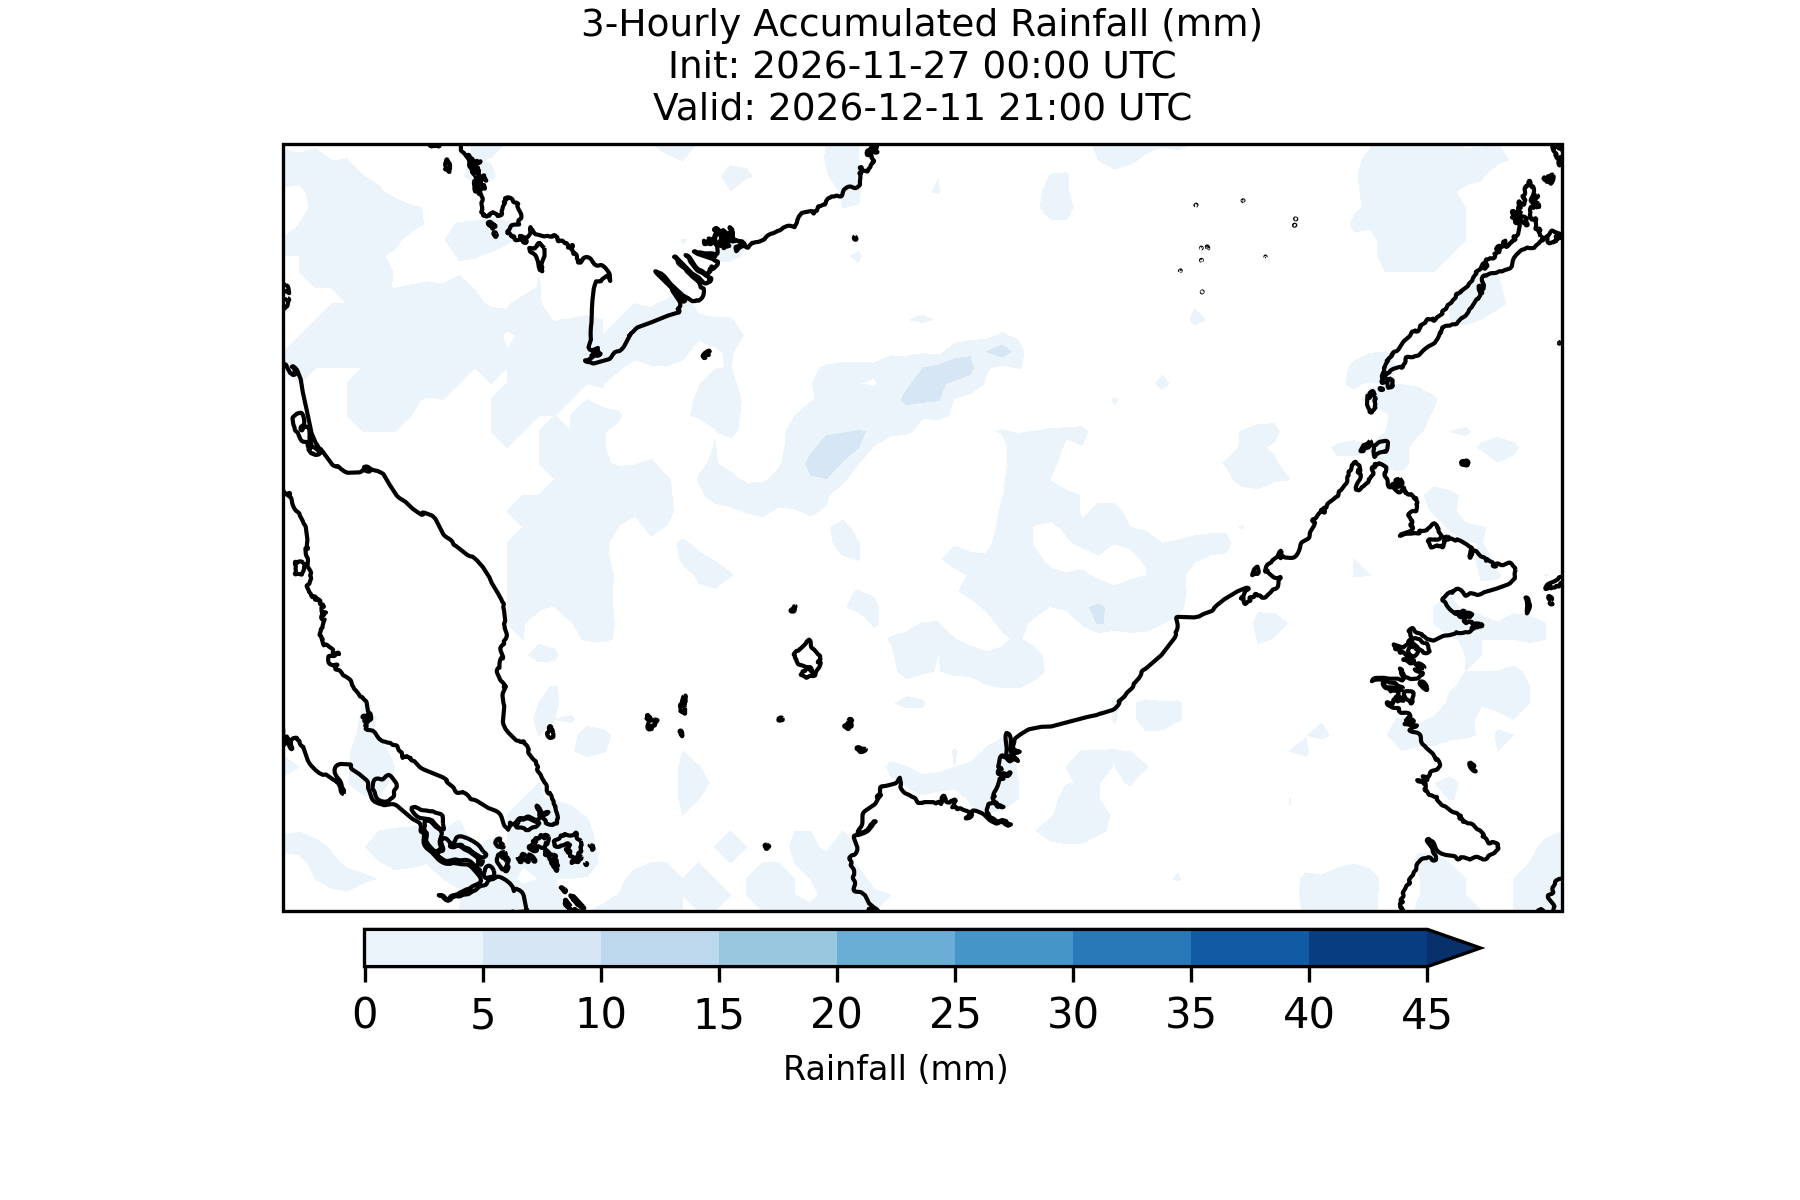 3-Hourly Accumulated Rainfall (mm)
Init: 2026-11-27 00:00 UTC
Valid: 2026-12-11 21:00 UTC
0 5 10 15 20 25 30 35 40 45
Rainfall (mm)